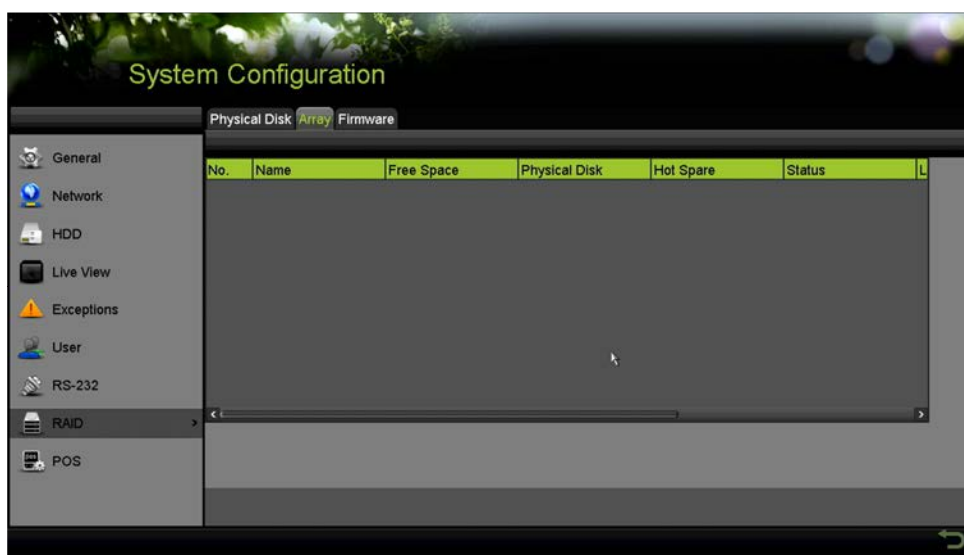 System Configuration
Physical Disk Array Firmware
General
Network
HDD
Live View
Exceptions
User
RS-232
RAID
POS
No. Name Free Space Physical Disk Hot Spare Status L